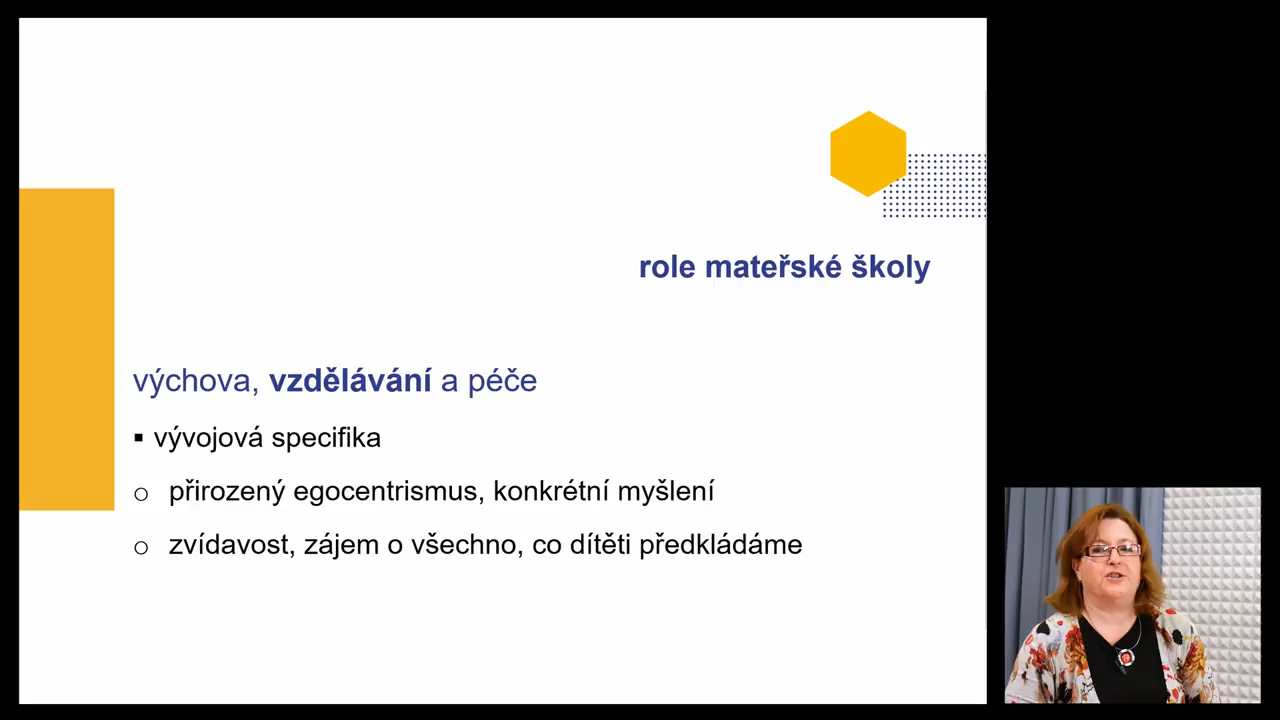 role mateřské školy
výchova, vzdělávání a péče
▪ vývojová specifika
o přirozený egocentrismus, konkrétní myšlení
o zvídavost, zájem o všechno, co dítěti předkládáme